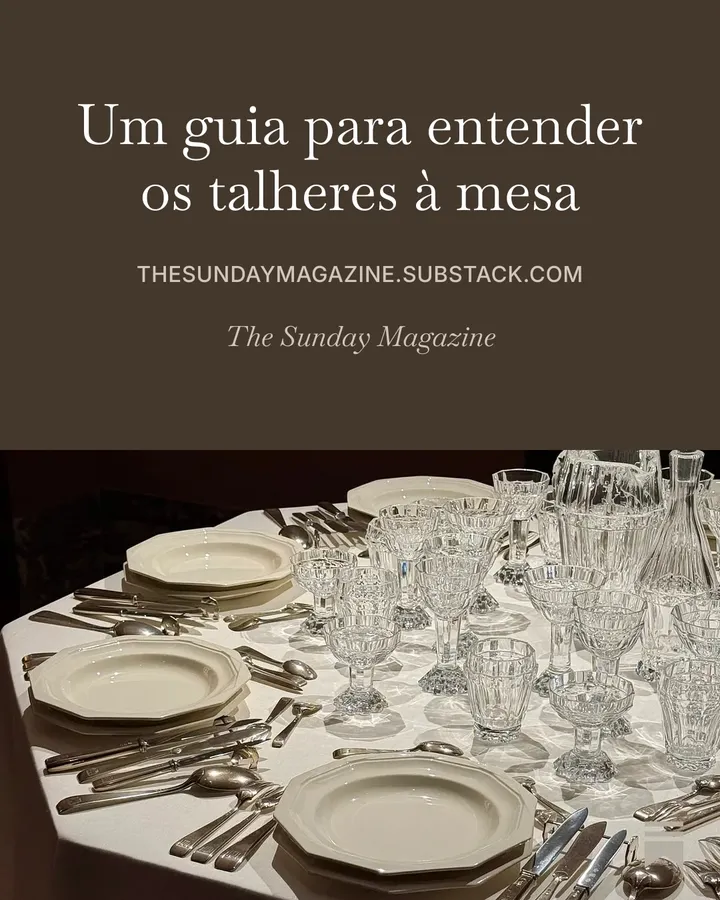 Um guia para entender
os talheres à mesa
THESUNDAYMAGAZINE.SUBSTACK.COM
The Sunday Magazine